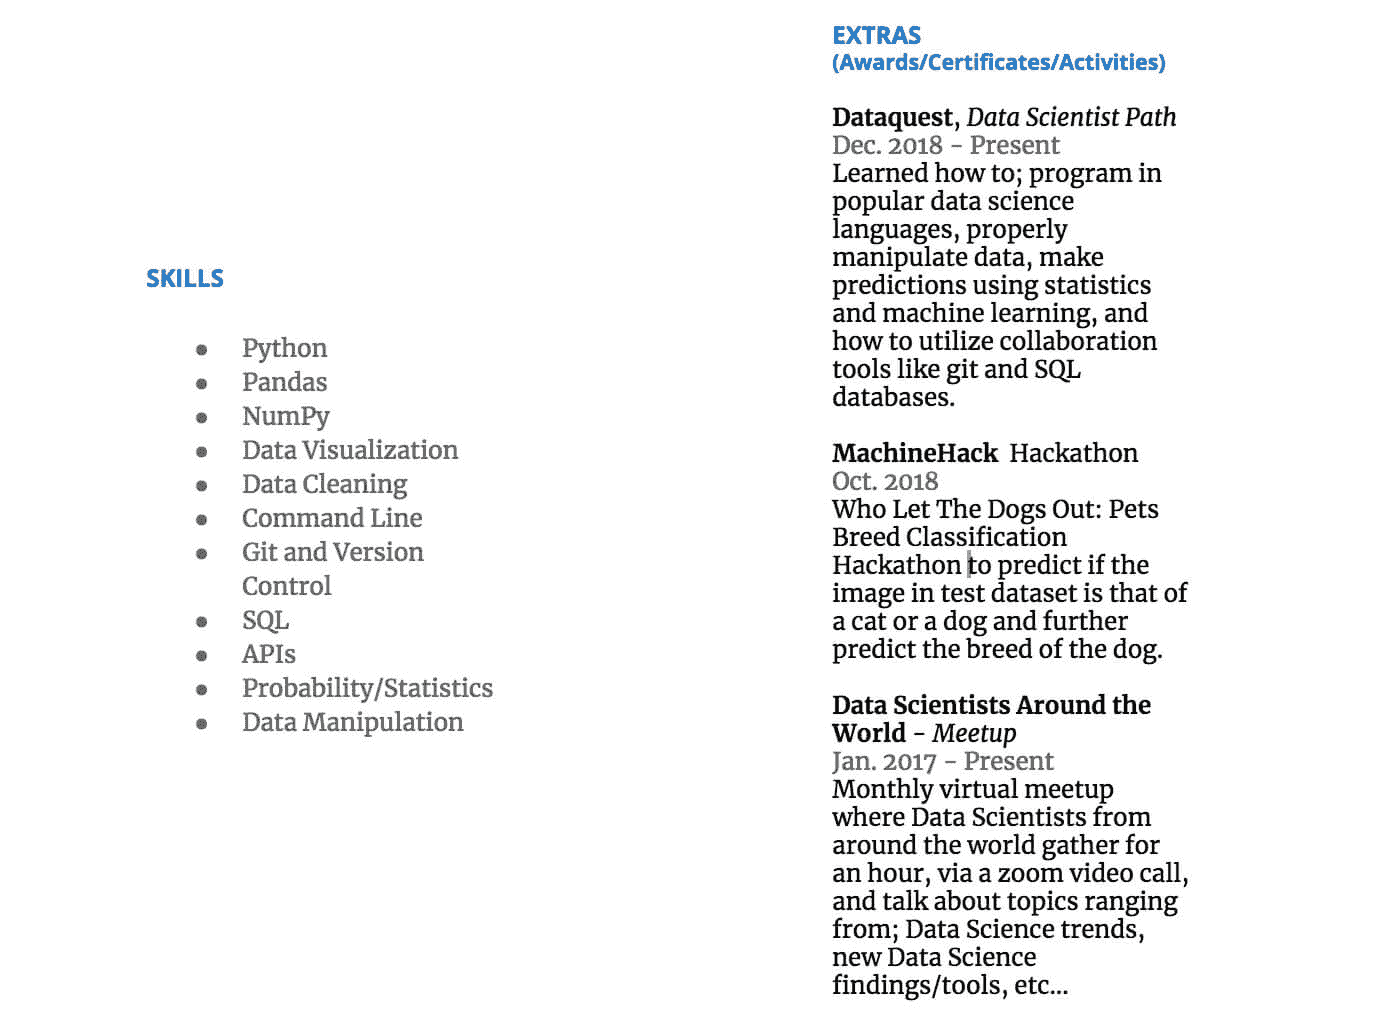 SKILLS
Python
Pandas
NumPy
Data Visualization
Data Cleaning
Command Line
Git and Version
Control
SQL
APIs
Probability/Statistics
Data Manipulation
EXTRAS
(Awards/Certificates/Activities)
Dataquest, Data Scientist Path
Dec. 2018 - Present
Learned how to; program in
popular data science
languages, properly
manipulate data, make
predictions using statistics
and machine learning, and
how to utilize collaboration
tools like git and SQL
databases.
MachineHack Hackathon
Oct. 2018
Who Let The Dogs Out: Pets
Breed Classification
Hackathon to predict if the
image in test dataset is that of
a cat or a dog and further
predict the breed of the dog.
Data Scientists Around the
World - Meetup
Jan. 2017 - Present
Monthly virtual meetup
where Data Scientists from
around the world gather for
an hour, via a zoom video call,
and talk about topics ranging
from; Data Science trends,
new Data Science
findings/tools, etc...